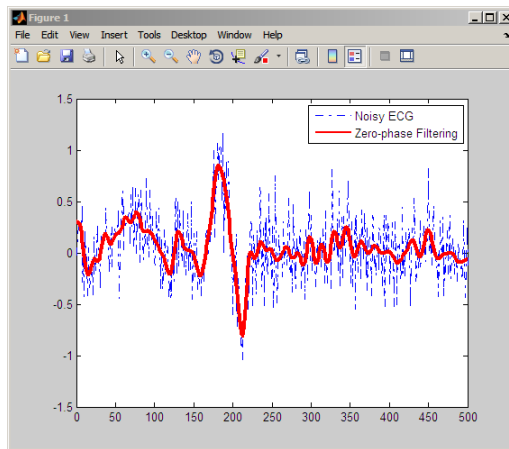 Figure 1
File Edit View Insert Tools Desktop Window Help
1.5
Noisy ECG
Zero-phase Filtering
1
0.5
0
-0.5
-1
-1.5
0 50 100 150 200 250 300 350 400 450 500